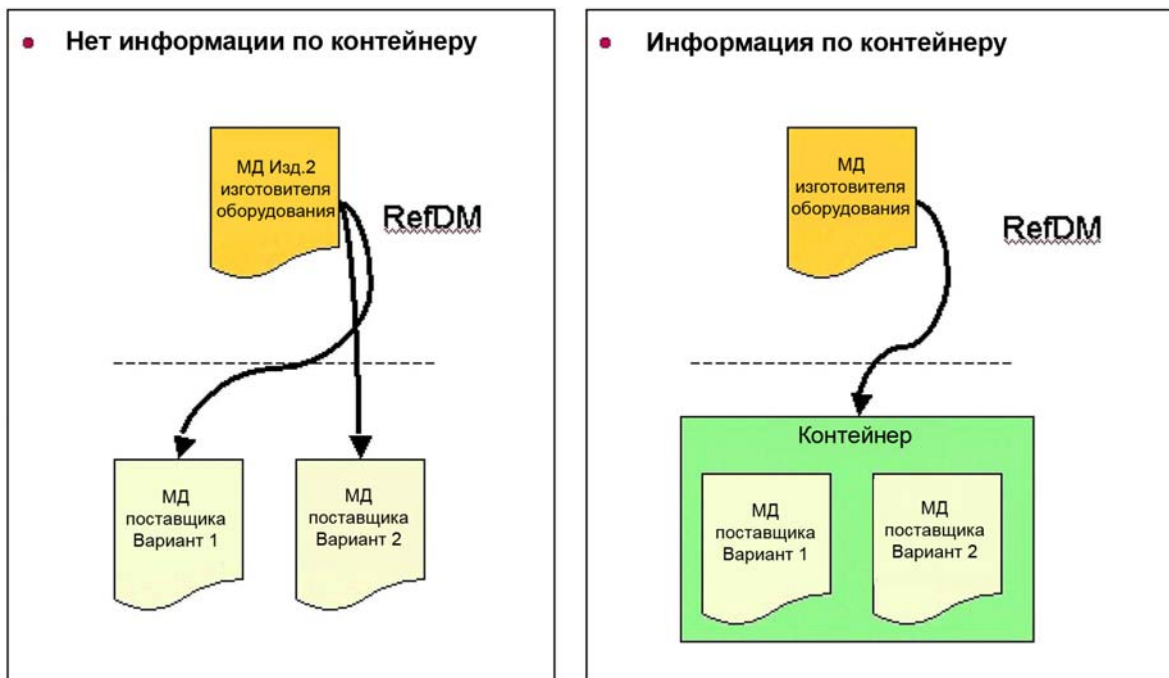 Нет информации по контейнеру
МД Изд.2
изготовителя
оборудования
RefDM
МД
поставщика
Вариант 1
МД
поставщика
Вариант 2
Информация по контейнеру
МД
изготовителя
оборудования
RefDM
Контейнер
МД
поставщика
Вариант 1
МД
поставщика
Вариант 2